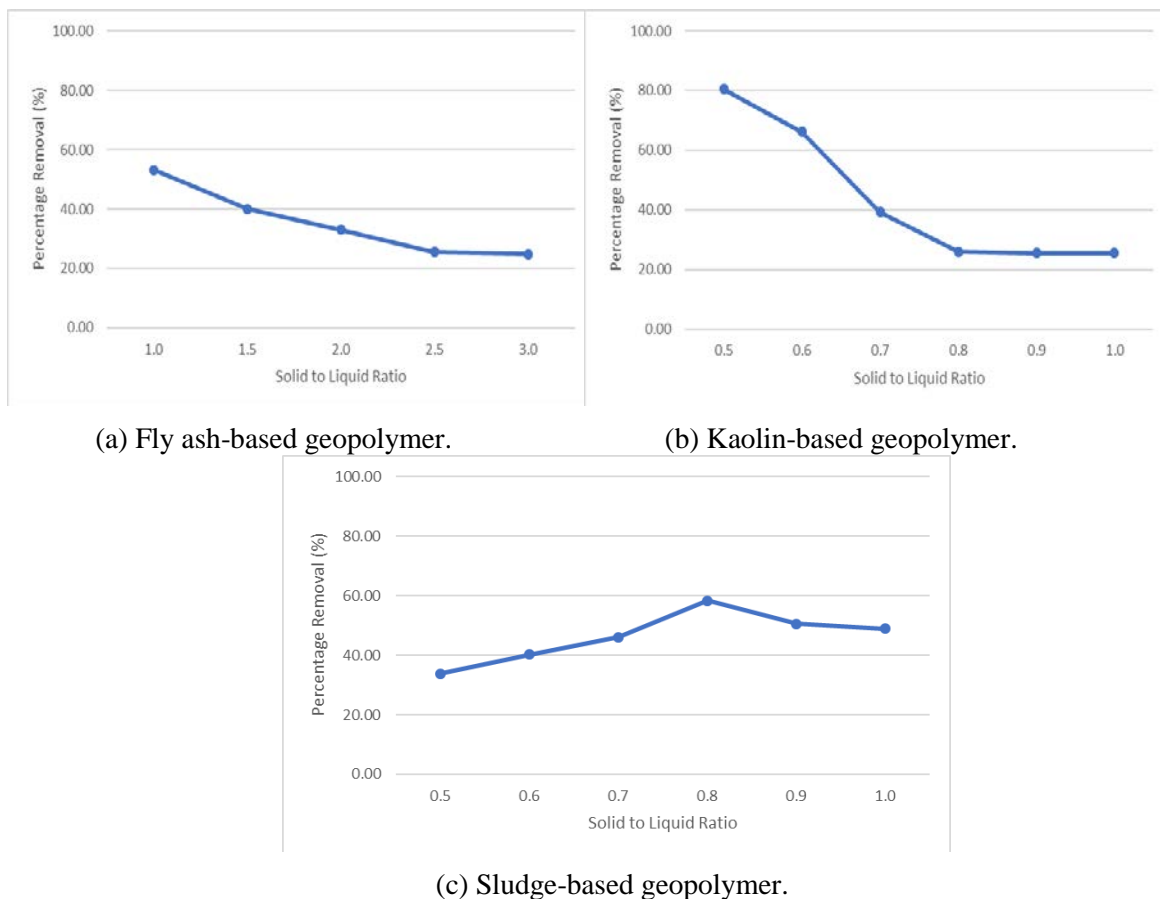 100.00
80.00
60.00
40.00
20.00
0.00
Percentage Removal (%)
1.0 1.5 2.0 2.5 3.0
Solid to Liquid Ratio
(a) Fly ash-based geopolymer.
100.00
80.00
60.00
40.00
20.00
0.00
Percentage Removal (%)
0.5 0.6 0.7 0.8 0.9 1.0
Solid to Liquid Ratio
(b) Kaolin-based geopolymer.
100.00
80.00
60.00
40.00
20.00
0.00
Percentage Removal (%)
0.5 0.6 0.7 0.8 0.9 1.0
Solid to Liquid Ratio
(c) Sludge-based geopolymer.